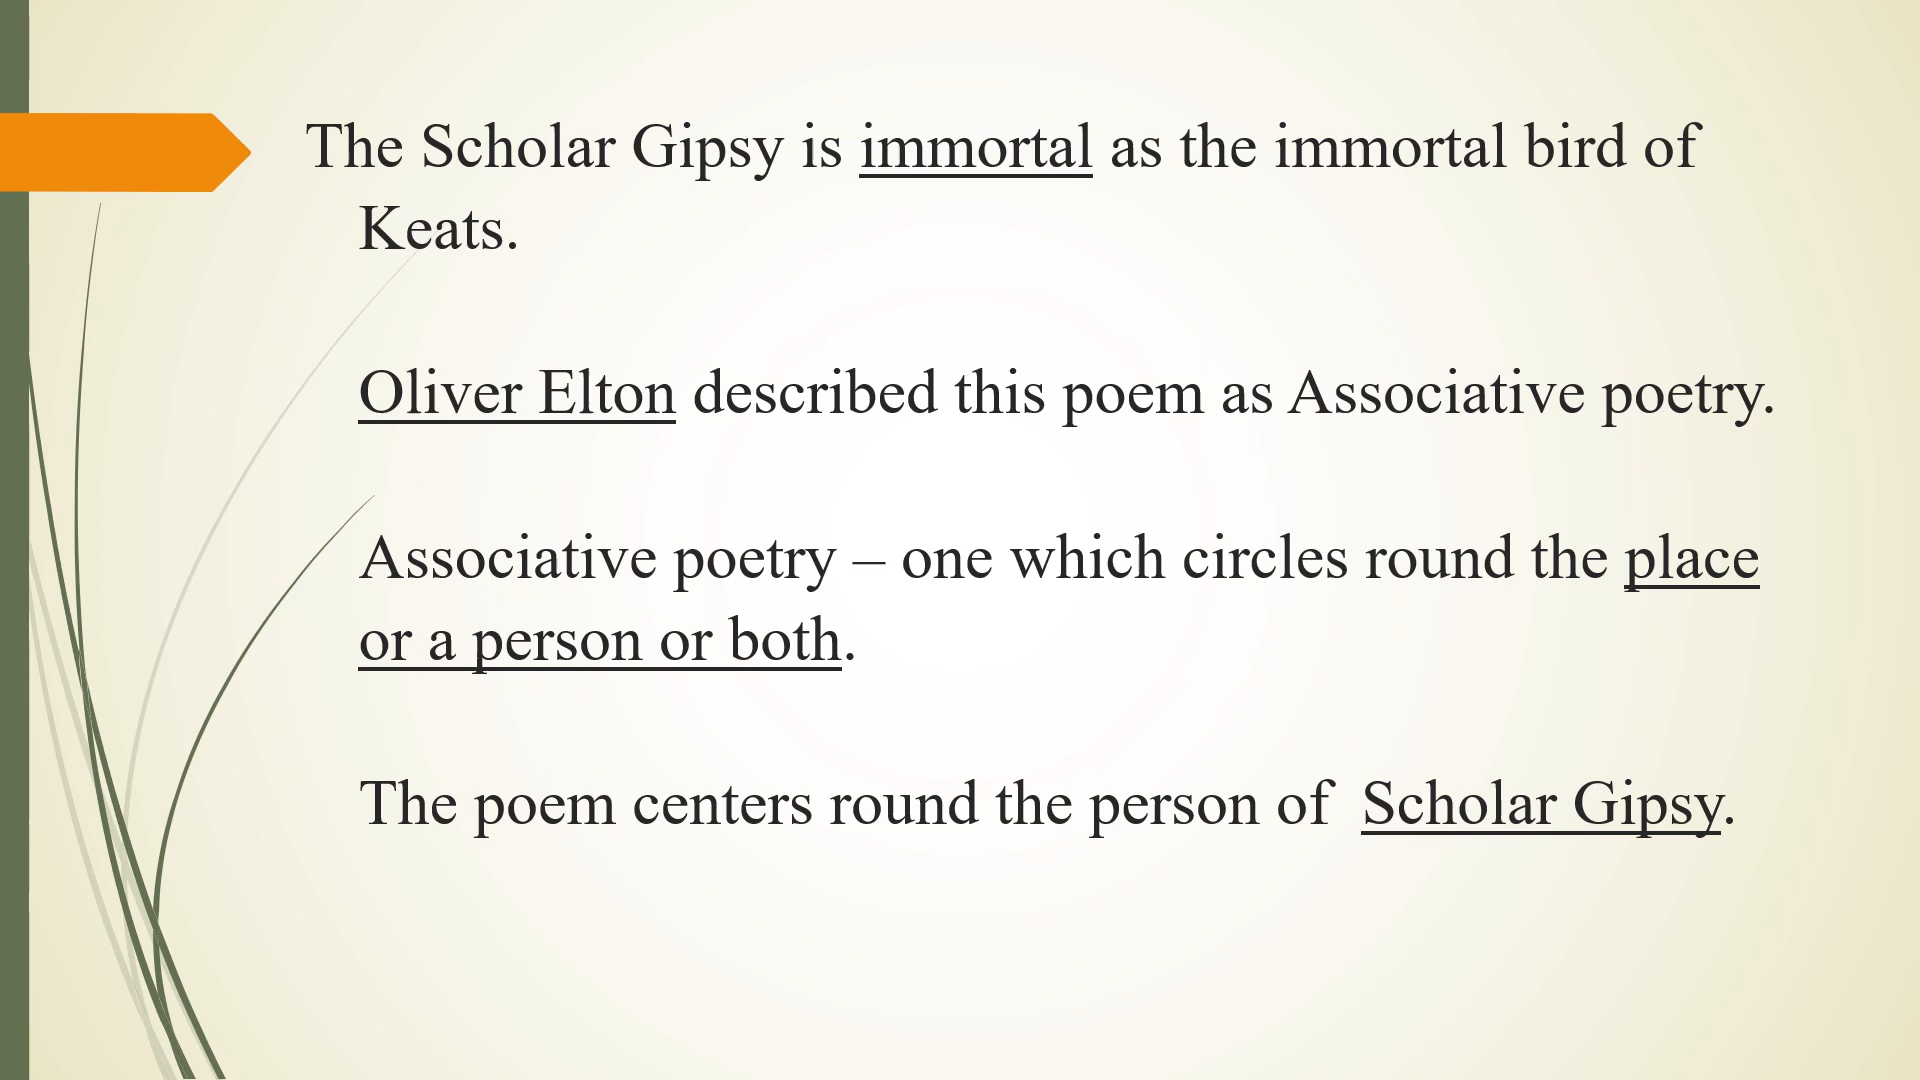 The Scholar Gipsy is immortal as the immortal bird of
Keats.
Oliver Elton described this poem as Associative poetry.
Associative poetry – one which circles round the place
or a person or both.
The poem centers round the person of  Scholar Gipsy.